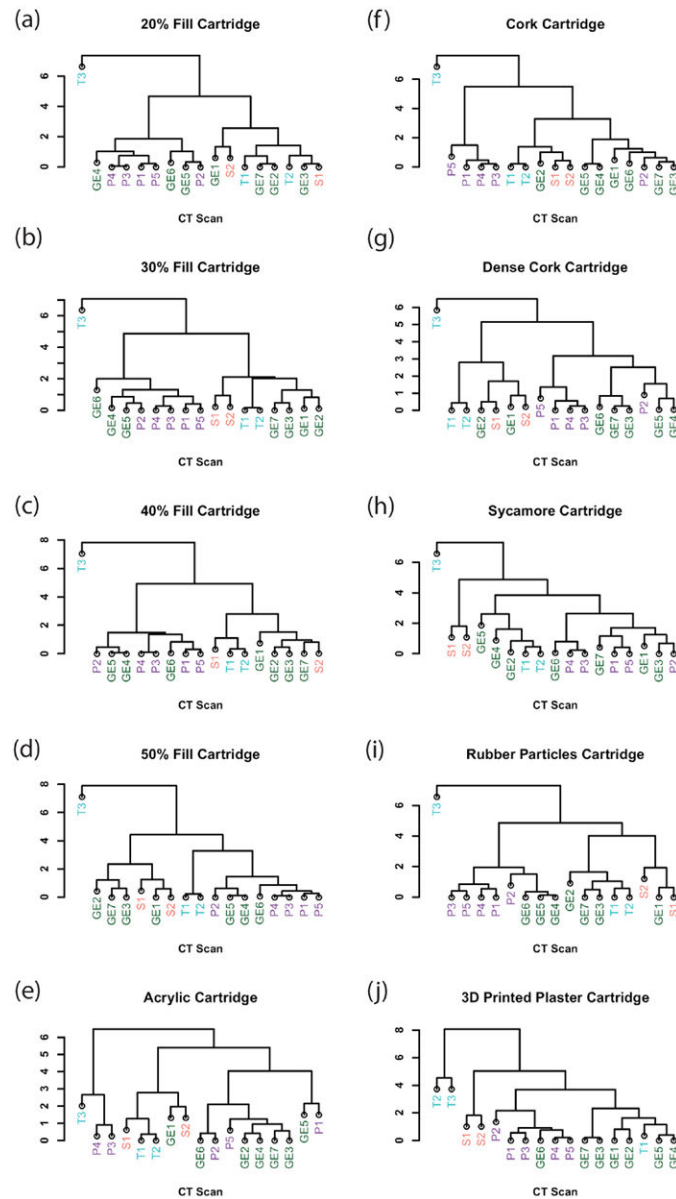 (a)
20% Fill Cartridge
0 2 4 6
T3 GE4 P4 P3 P1 P5 GE6 GE5 P2 GE1 S2 T1 GE7 GE2 T2 GE3 S1
CT Scan
(b)
30% Fill Cartridge
0 2 4 6
T3 GE6 GE4 GE5 P2 P4 P3 P1 P5 S1 S2 T1 T2 GE7 GE3 GE1 GE2
CT Scan
(c)
40% Fill Cartridge
0 2 4 6 8
T3 P2 GE5 GE4 P4 P3 GE6 P1 P5 S1 T1 T2 GE1 GE2 GE3 GE7 S2
CT Scan
(d)
50% Fill Cartridge
0 2 4 6 8
T3 GE2 GE7 GE3 S1 GE1 S2 T1 T2 P2 GE5 GE4 GE6 P4 P3 P1 P5
CT Scan
(e)
Acrylic Cartridge
0 1 2 3 4 5 6
T3 P4 P3 S1 T1 T2 GE1 S2 GE6 P2 P5 GE2 GE4 GE7 GE3 GE5 P1
CT Scan
(f)
Cork Cartridge
0 2 4 6
T3 P5 P1 P4 P3 T1 T2 GE2 S1 S2 GE5 GE4 GE1 GE6 P2 GE7 GE3
CT Scan
(g)
Dense Cork Cartridge
0 1 2 3 4 5 6
T3 T1 T2 GE2 S1 GE1 S2 P5 P1 P4 P3 GE6 GE7 GE3 P2 GE5 GE4
CT Scan
(h)
Sycamore Cartridge
0 2 4 6
T3 S1 S2 GE5 GE4 GE2 T1 T2 GE6 P4 P3 GE7 P1 P5 GE1 GE3 P2
CT Scan
(i)
Rubber Particles Cartridge
0 2 4 6
T3 P3 P5 P4 P1 P2 GE6 GE5 GE4 GE2 GE7 GE3 T1 T2 S2 GE1 S1
CT Scan
(j)
3D Printed Plaster Cartridge
0 2 4 6 8
T2 T3 S1 S2 P2 P1 P3 GE6 P4 P5 GE7 GE3 GE1 GE2 T1 GE5 GE4
CT Scan